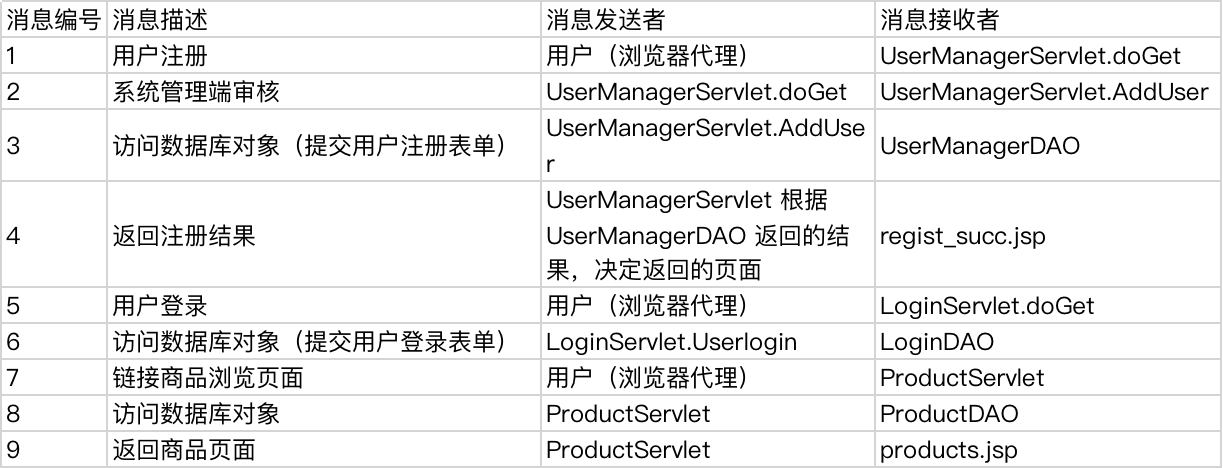 消息编号 消息描述 消息发送者 消息接收者
1 用户注册 用户（浏览器代理） UserManagerServlet.doGet
2 系统管理端审核 UserManagerServlet.doGet UserManagerServlet.AddUser
3 访问数据库对象（提交用户注册表单） UserManagerServlet.AddUse
r UserManagerDAO
4 返回注册结果 UserManagerServlet 根据
UserManagerDAO 返回的结
果，决定返回的页面 regist_succ.jsp
5 用户登录 用户（浏览器代理） LoginServlet.doGet
6 访问数据库对象（提交用户登录表单） LoginServlet.Userlogin LoginDAO
7 链接商品浏览页面 用户（浏览器代理） ProductServlet
8 访问数据库对象 ProductServlet ProductDAO
9 返回商品页面 ProductServlet products.jsp